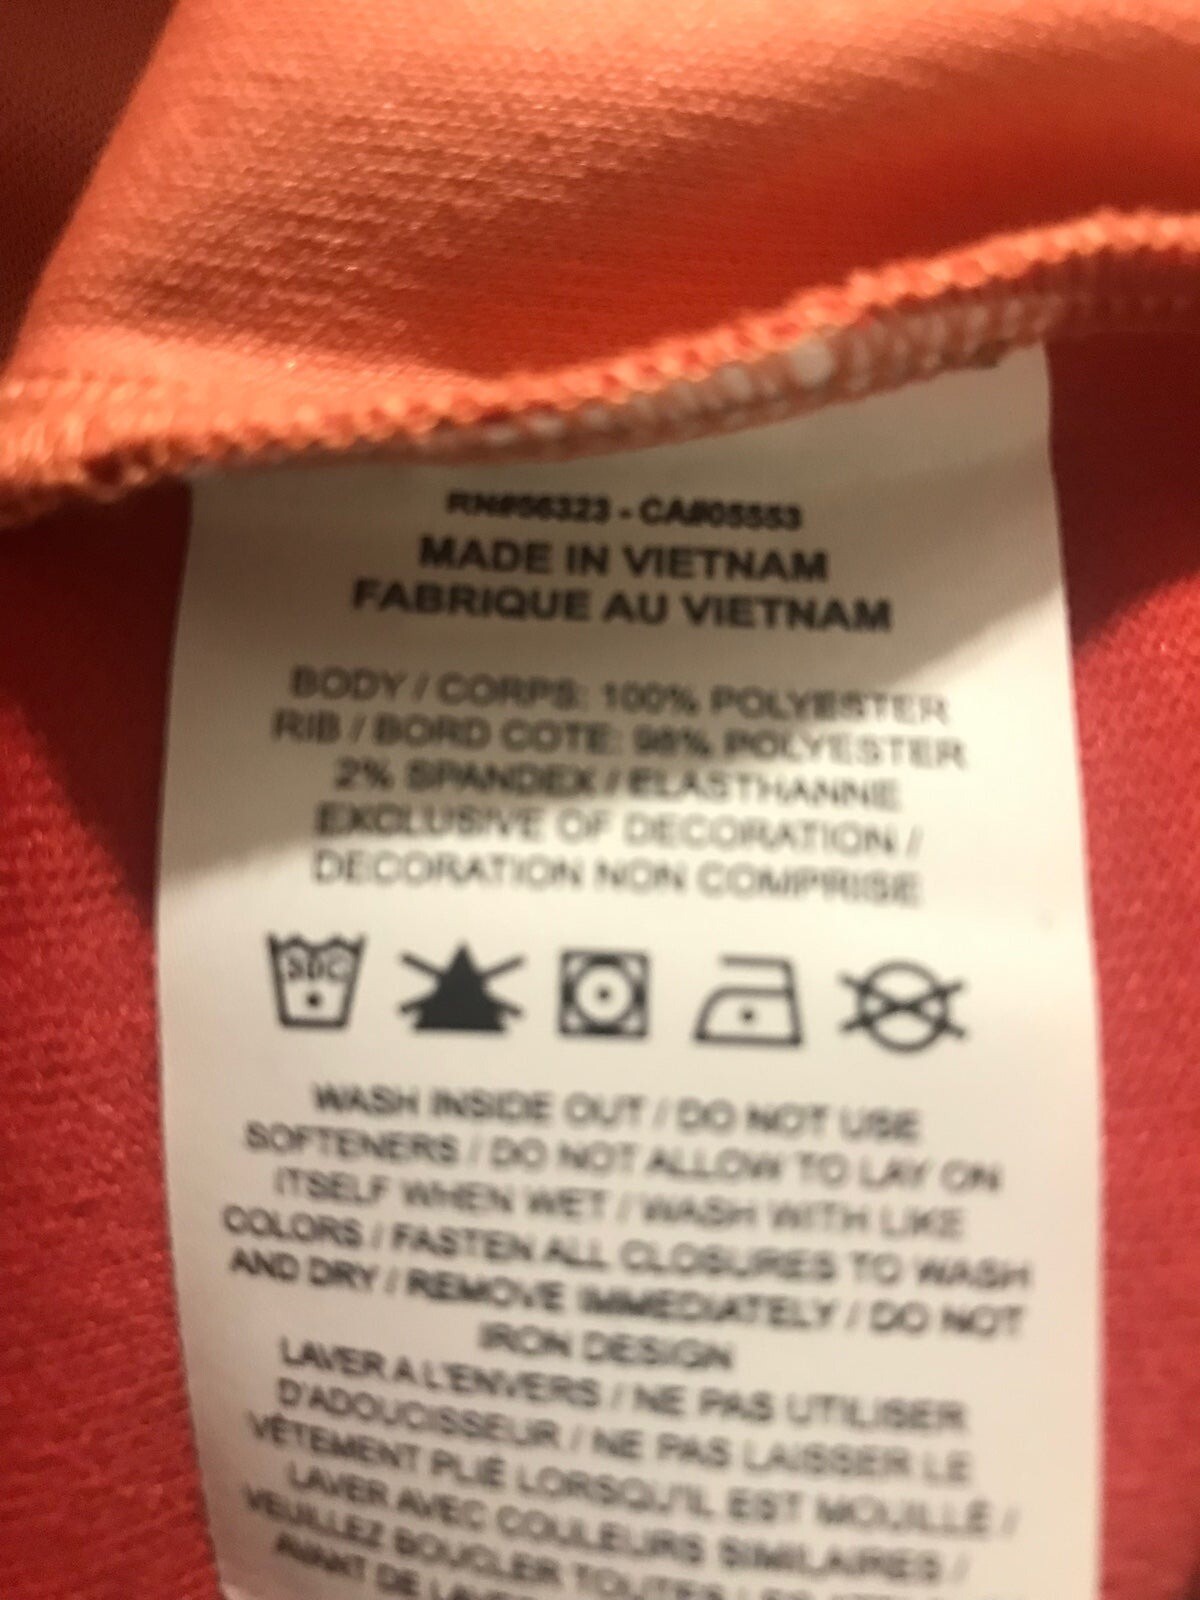 RN#56323 - CA#05553
MADE IN VIETNAM
FABRIQUE AU VIETNAM
BODY / CORPS: 100% POLYESTER
RIB / BORD COTE: 98% POLYESTER
2% SPANDEX / ELASTHANNE
EXCLUSIVE OF DECORATION /
DECORATION NON COMPRISE
SDC
WASH INSIDE OUT / DO NOT USE
SOFTENERS / DO NOT ALLOW TO LAY ON
ITSELF WHEN WET / WASH WITH LIKE
COLORS / FASTEN ALL CLOSURES TO WASH
AND DRY / REMOVE IMMEDIATELY / DO NOT
IRON DESIGN
LAVER A L'ENVERS / NE PAS UTILISER
D'ADOUCISSEUR / NE PAS LAISSER LE
VÊTEMENT PLIÉ LORSQU'IL EST MOUILLÉ /
LAVER AVEC COULEURS SIMILAIRES /
VEUILLEZ BOUCLER TOUTES LES
AVANT DE